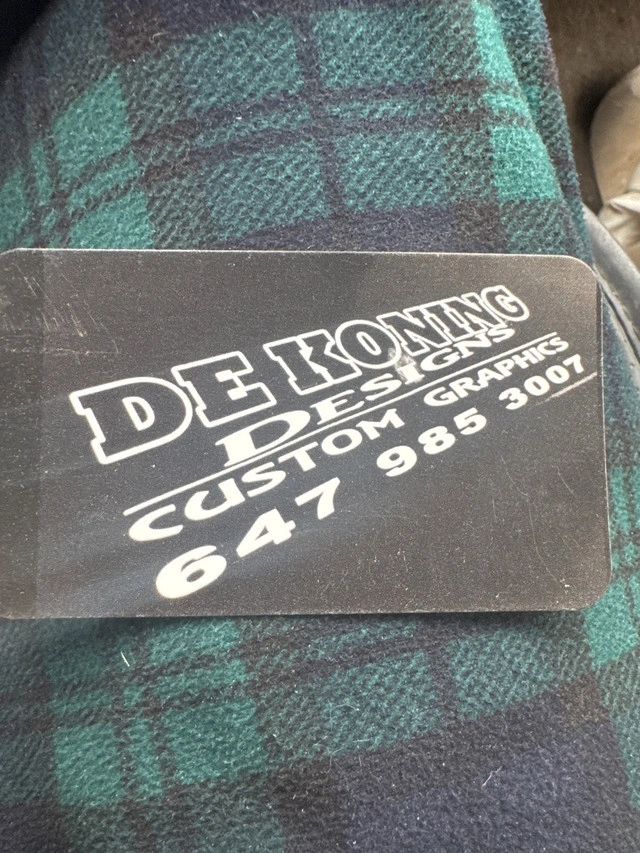 DE KONING
DESIGNS
CUSTOM GRAPHICS
647 985 3007